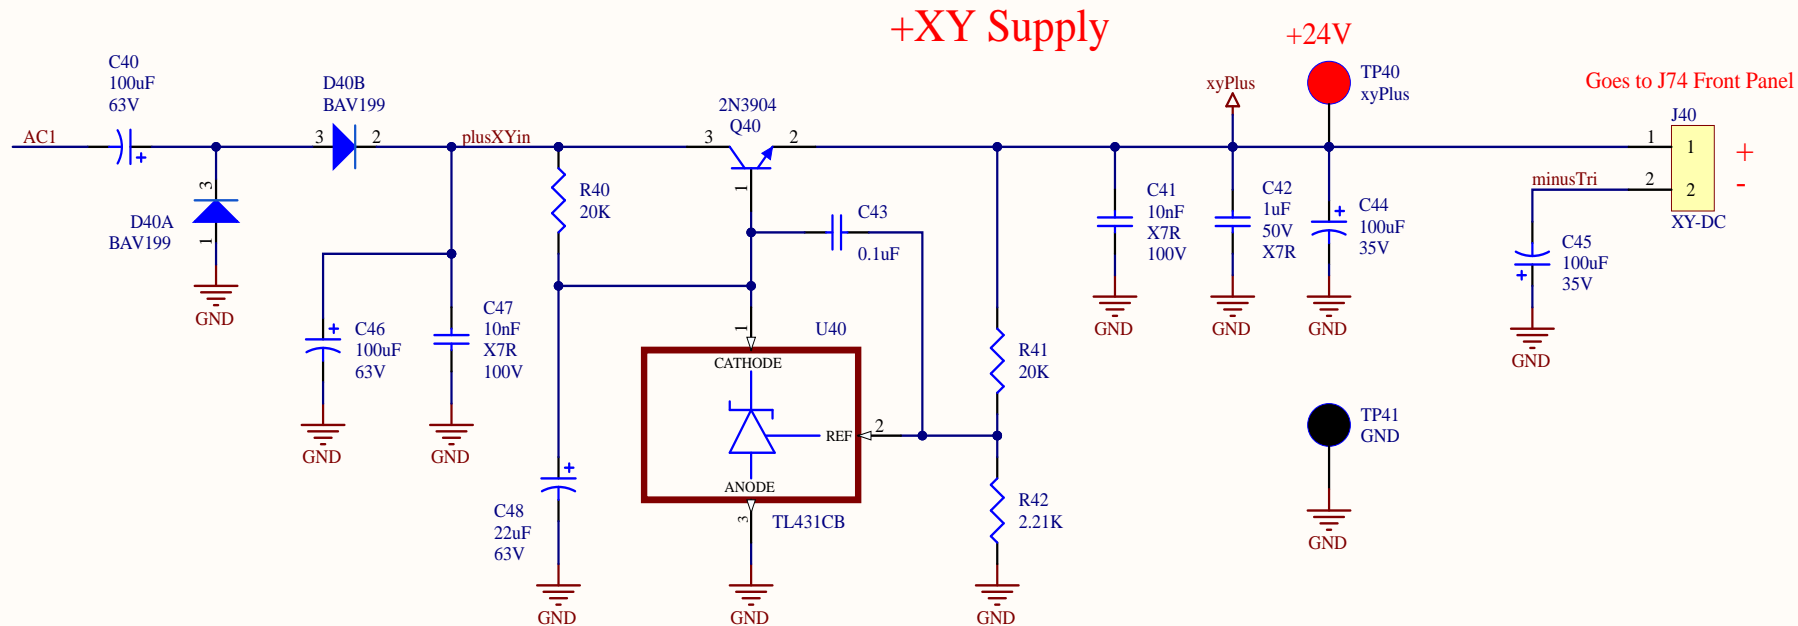 +XY Supply
+24V
Goes to J74 Front Panel
C40
100uF
63V
AC1
+
D40B
BAV199
3
2
3
D40A
BAV199
1
GND
plusXYin
2N3904
Q40
3
2
1
R40
20K
C43
0.1uF
C46
100uF
63V
+
GND
C47
10nF
X7R
100V
GND
C48
22uF
63V
+
GND
1
U40
CATHODE
REF
2
ANODE
3
TL431CB
GND
R41
20K
R42
2.21K
GND
C41
10nF
X7R
100V
GND
xyPlus
C42
1uF
50V
X7R
GND
TP40
xyPlus
C44
100uF
35V
+
GND
TP41
GND
GND
minusTri
C45
100uF
35V
+
GND
J40
1
1
2
2
XY-DC
+
-